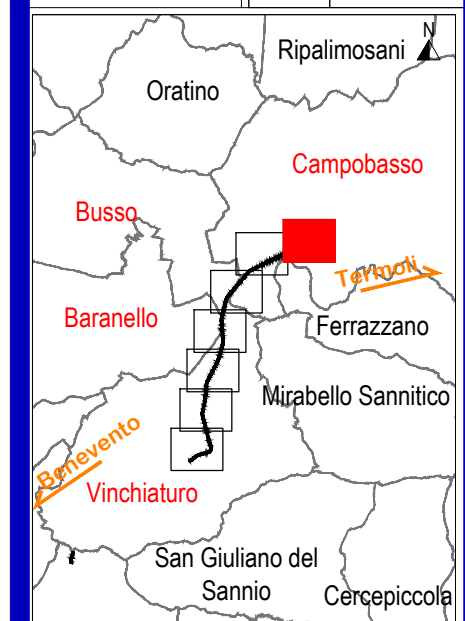 Ripalimosani
N
Oratino
Campobasso
Busso
Termoli
Baranello
Ferrazzano
Mirabello Sannitico
Benevento
Vinchiaturo
San Giuliano del
Sannio
Cercepiccola